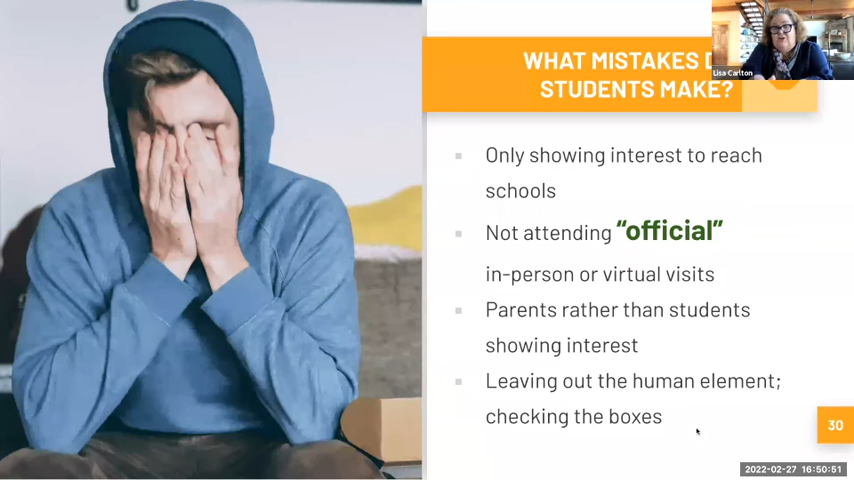 WHAT MISTAKES D
STUDENTS MAKE?
Lisa Carlton
Only showing interest to reach
schools
Not attending “official”
in-person or virtual visits
Parents rather than students
showing interest
Leaving out the human element;
checking the boxes
30
2022-02-27 16:50:51